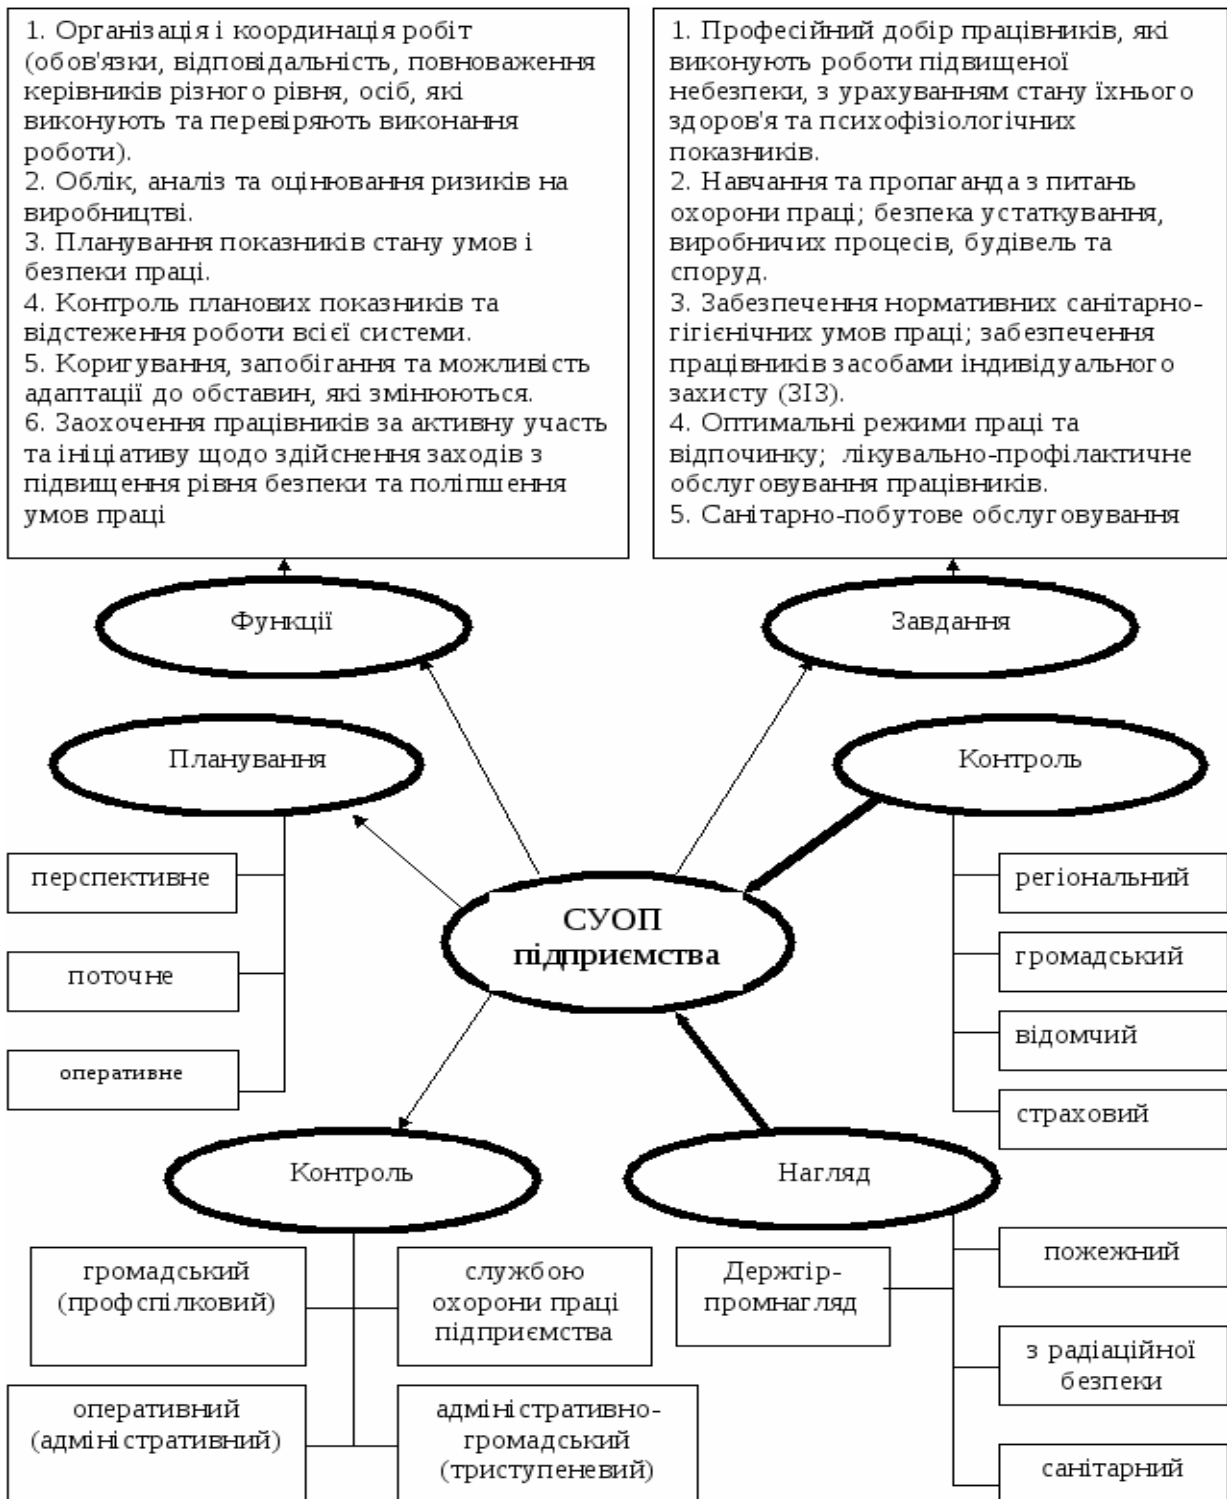 1. Організація і координація робіт
(обов'язки, відповідальність, повноваження
керівників різного рівня, осіб, які
виконують та перевіряють виконання
роботи).
2. Облік, аналіз та оцінювання ризиків на
виробництві.
3. Планування показників стану умов і
безпеки праці.
4. Контроль планових показників та
відстеження роботи всієї системи.
5. Коригування, запобігання та можливість
адаптації до обставин, які змінюються.
6. Заохочення працівників за активну участь
та ініціативу щодо здійснення заходів з
підвищення рівня безпеки та поліпшення
умов праці
1. Професійний добір працівників, які
виконують роботи підвищеної
небезпеки, з урахуванням стану їхнього
здоров'я та психофізіологічних
показників.
2. Навчання та пропаганда з питань
охорони праці; безпека устаткування,
виробничих процесів, будівель та
споруд.
3. Забезпечення нормативних санітарно-
гігієнічних умов праці; забезпечення
працівників засобами індивідуального
захисту (ЗІЗ).
4. Оптимальні режими праці та
відпочинку; лікувально-профілактичне
обслуговування працівників.
5. Санітарно-побутове обслуговування
Функції
Завдання
Планування
Контроль
перспективне
поточне
оперативне
СУОП
підприємства
регіональний
громадський
відомчий
страховий
Контроль
Нагляд
громадський
(профспілковий)
службою
охорони праці
підприємства
оперативний
(адміністративний)
адміністративно-
громадський
(триступеневий)
Держгір-
промнагляд
пожежний
з радіаційної
безпеки
санітарний